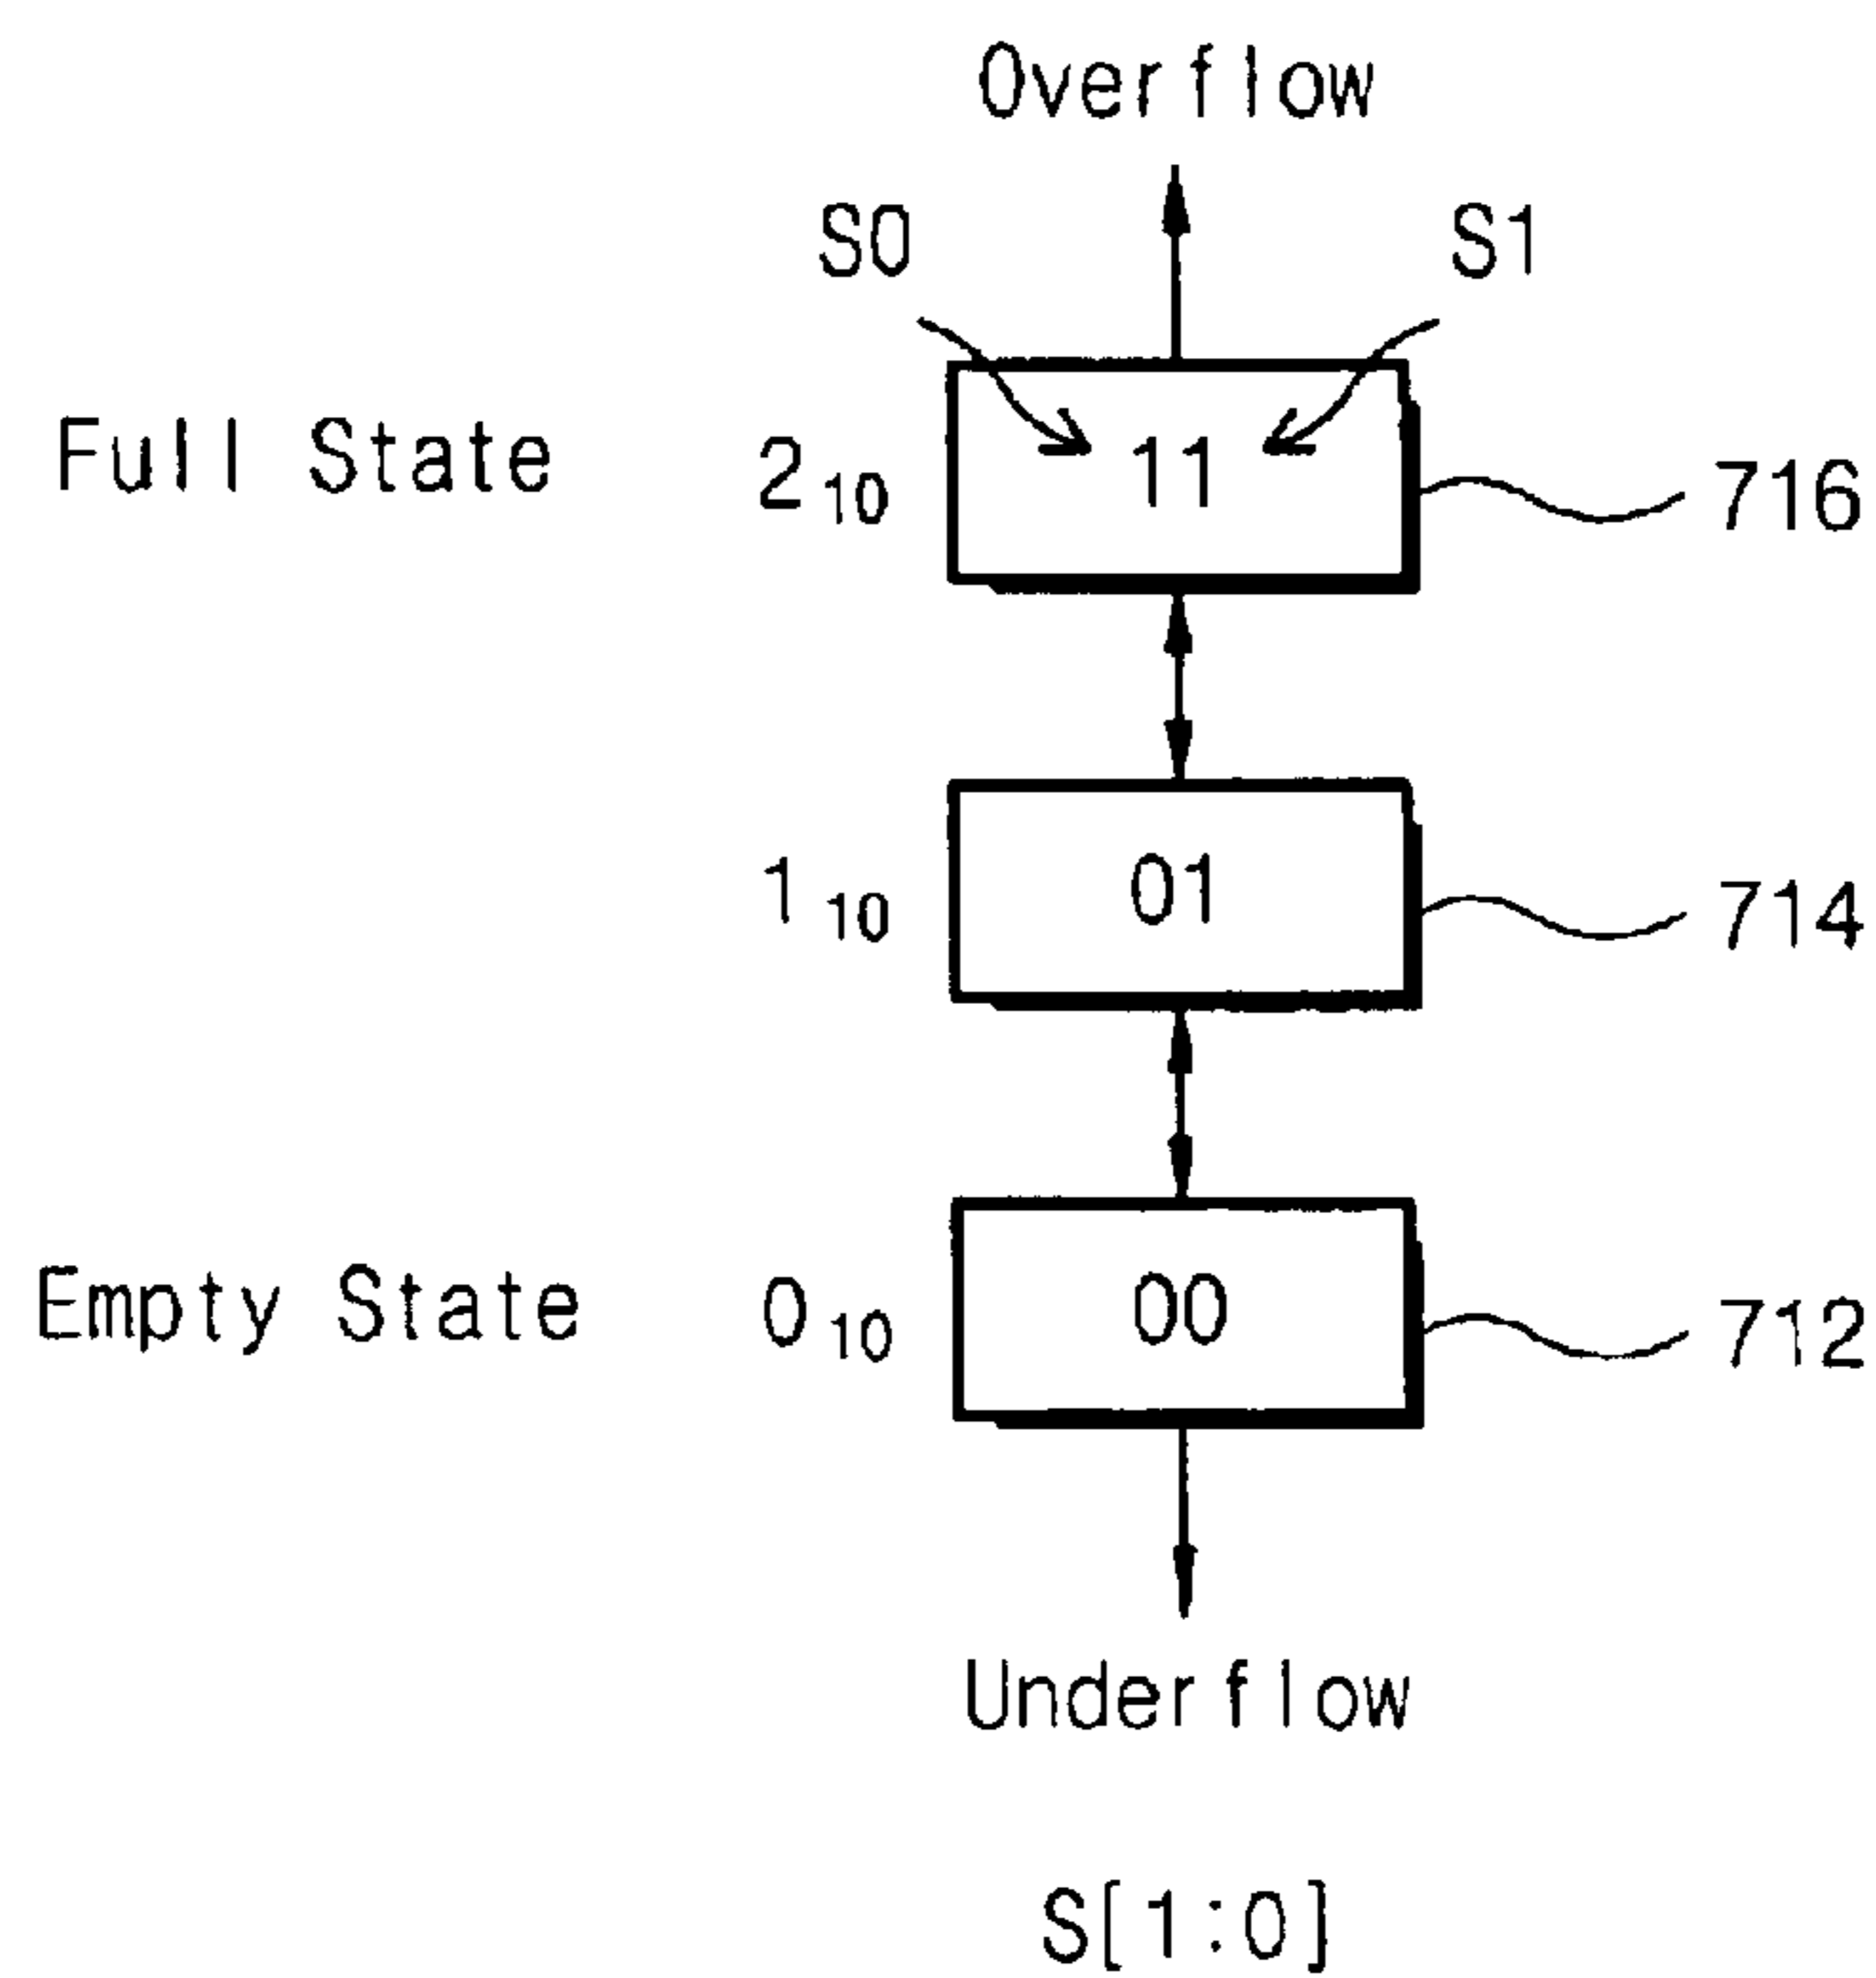 Overflow
S0 S1
Full State 2₁₀ 11 716
1₁₀ 01 714
Empty State 0₁₀ 00 712
Underflow
S[1:0]